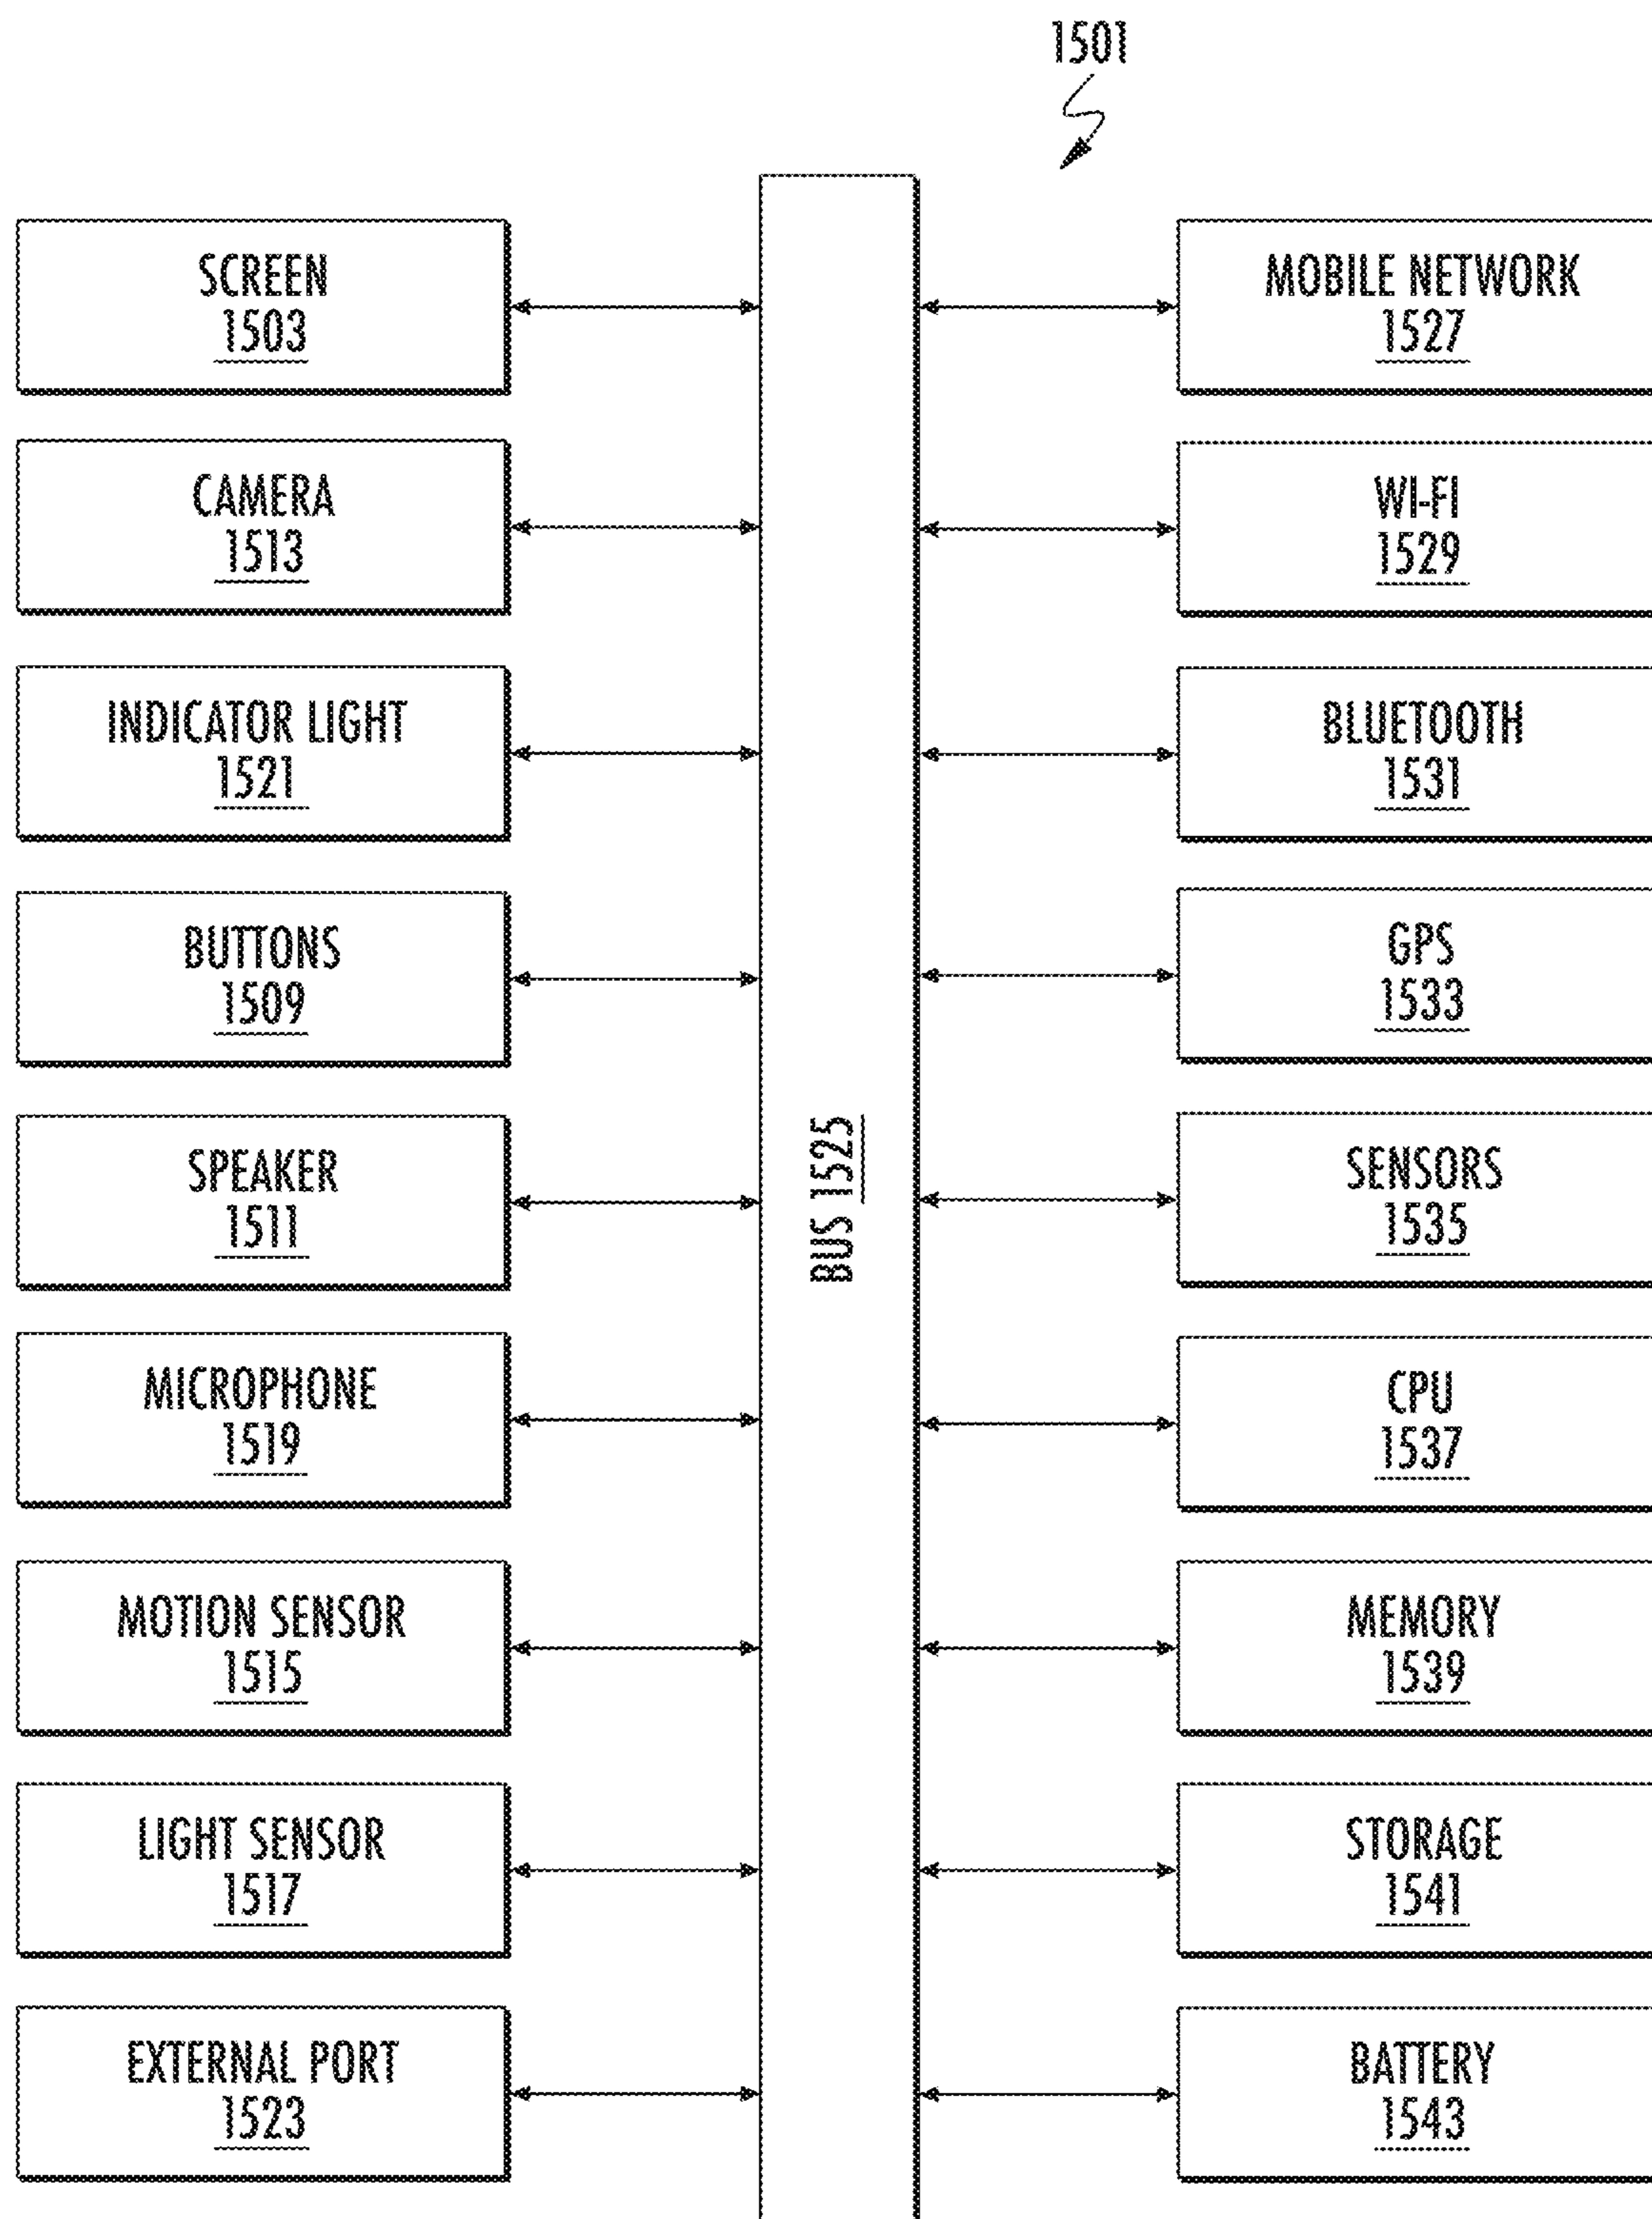 1501
SCREEN
1503
CAMERA
1513
INDICATOR LIGHT
1521
BUTTONS
1509
SPEAKER
1511
MICROPHONE
1519
MOTION SENSOR
1515
LIGHT SENSOR
1517
EXTERNAL PORT
1523
BUS 1525
MOBILE NETWORK
1527
WI-FI
1529
BLUETOOTH
1531
GPS
1533
SENSORS
1535
CPU
1537
MEMORY
1539
STORAGE
1541
BATTERY
1543